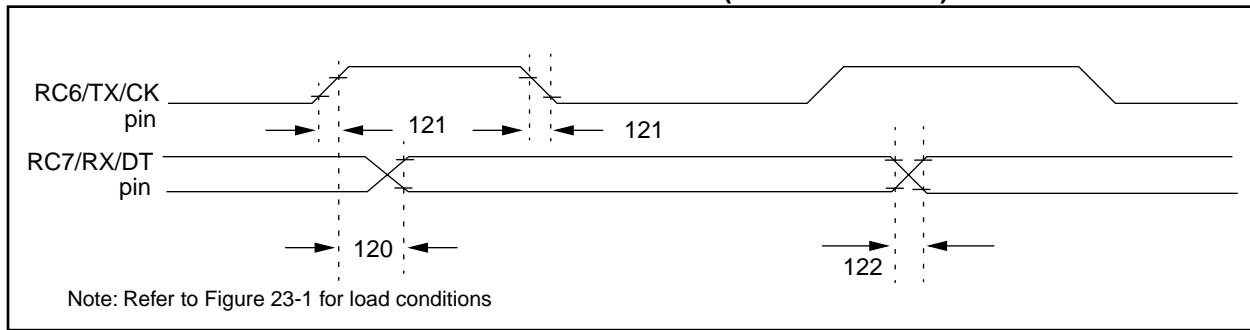 RC6/TX/CK
pin
121
121
RC7/RX/DT
pin
120
122
Note: Refer to Figure 23-1 for load conditions